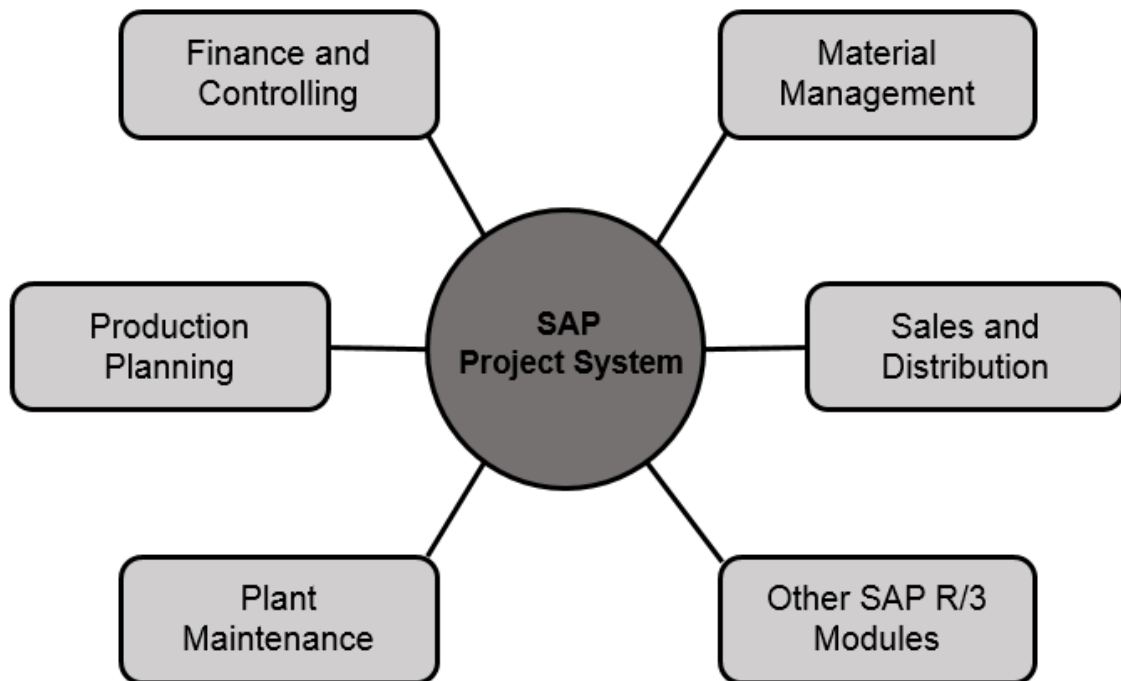 Finance and
Controlling
Material
Management
Production
Planning
SAP
Project System
Sales and
Distribution
Plant
Maintenance
Other SAP R/3
Modules